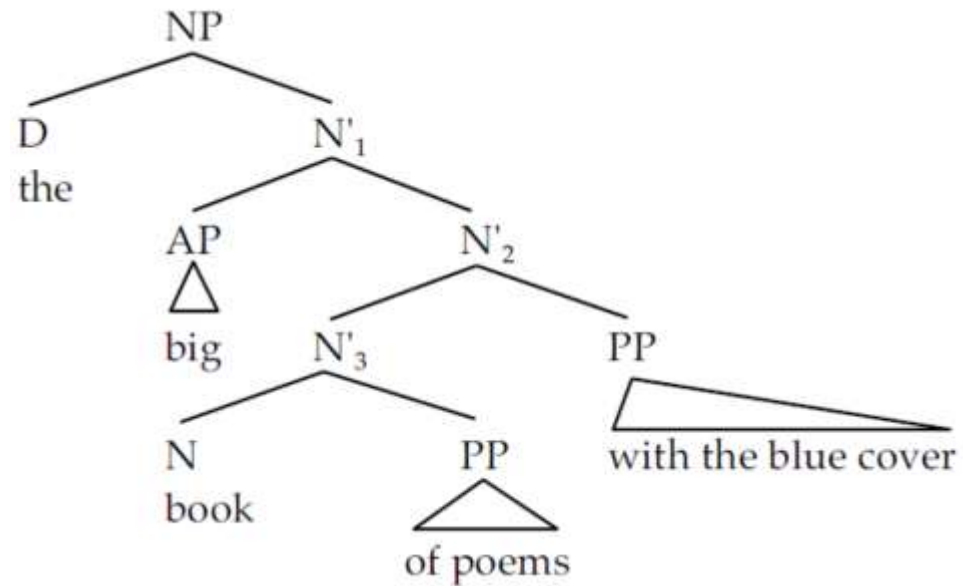 NP
D N'₁
the
AP N'₂
big N'₃ PP
N PP with the blue cover
book
of poems